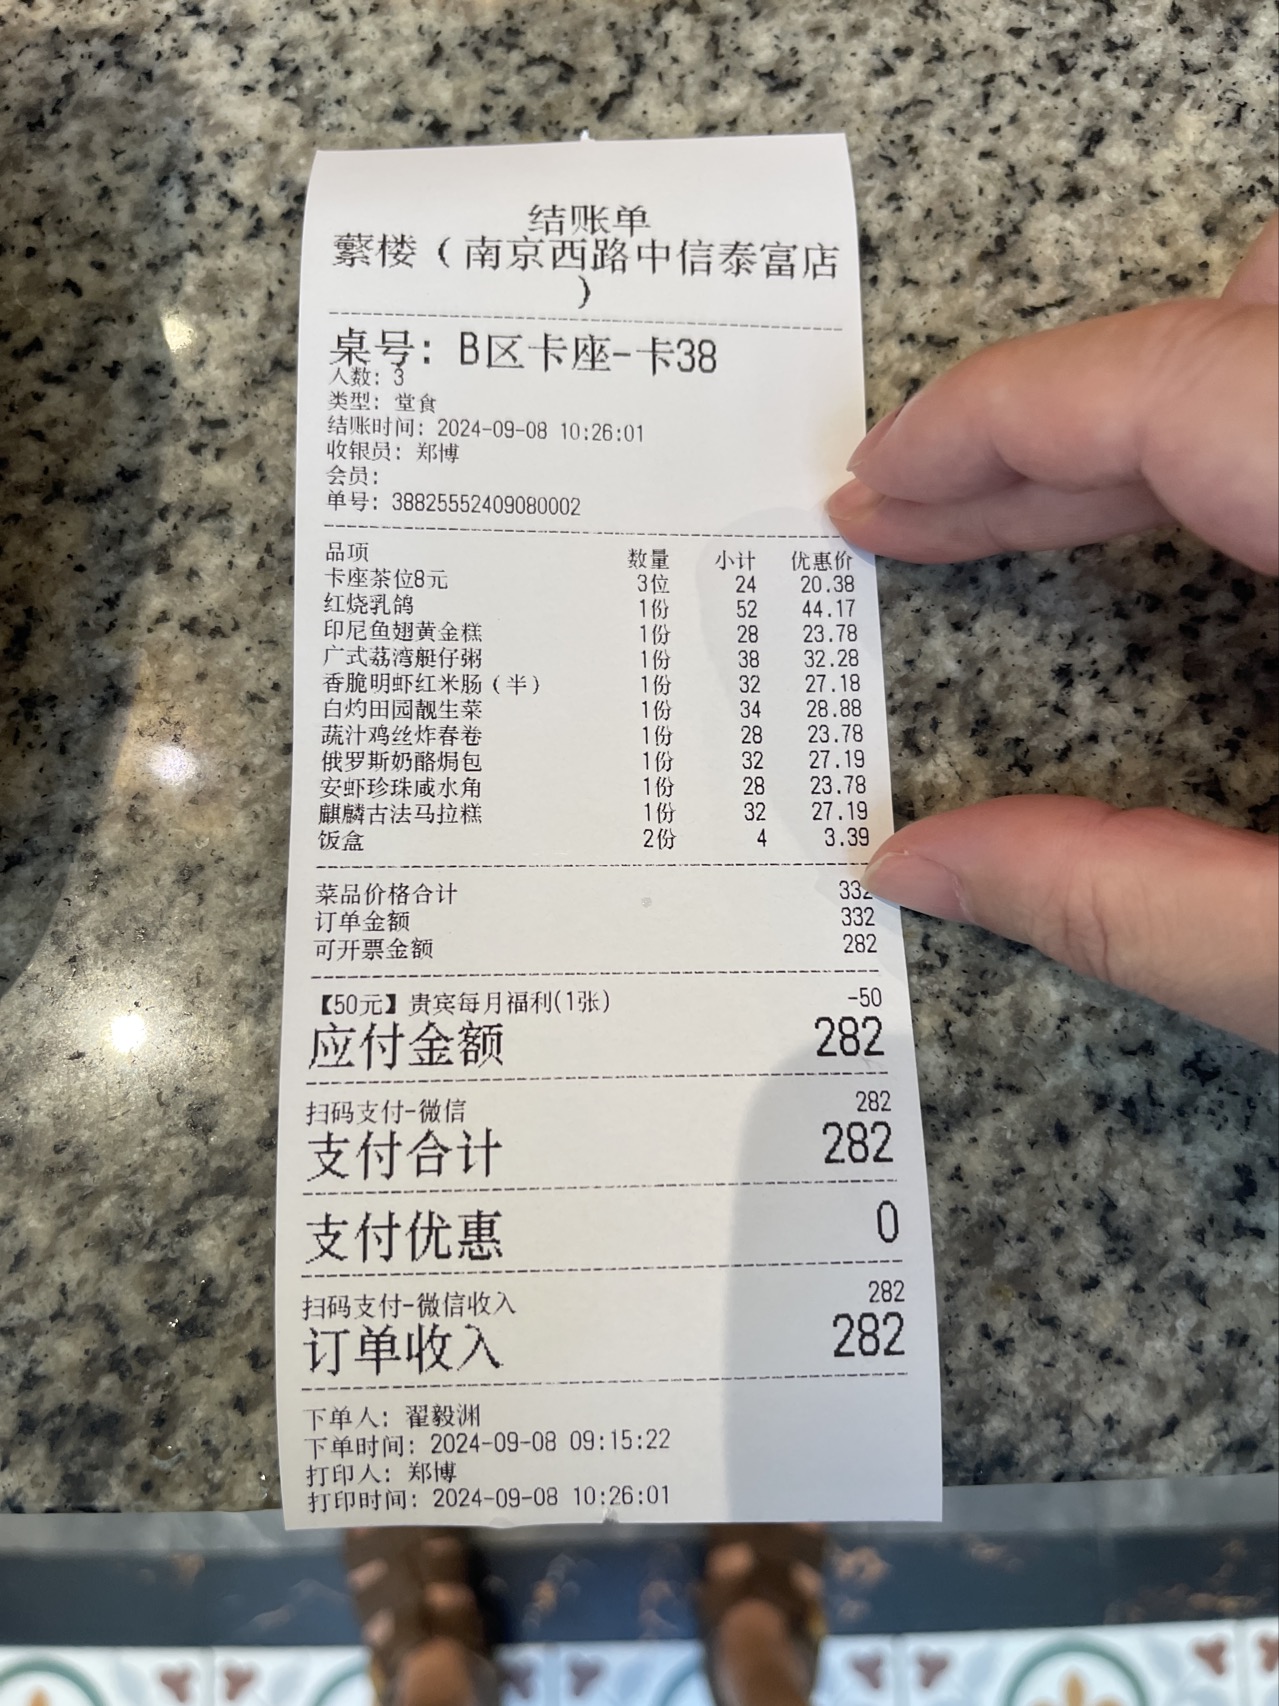 结账单
蘩楼（南京西路中信泰富店
）
桌号：B区卡座-卡38
人数：3
类型：堂食
结账时间：2024-09-08 10:26:01
收银员：郑博
会员：
单号：38825552409080002
品项 数量 小计 优惠价
卡座茶位8元 3位 24 20.38
红烧乳鸽 1份 52 44.17
印尼鱼翅黄金糕 1份 28 23.78
广式荔湾艇仔粥 1份 38 32.28
香脆明虾红米肠（半） 1份 32 27.18
白灼田园靓生菜 1份 34 28.88
蔬汁鸡丝炸春卷 1份 28 23.78
俄罗斯奶酪焗包 1份 32 27.19
安虾珍珠咸水角 1份 28 23.78
麒麟古法马拉糕 1份 32 27.19
饭盒 2份 4 3.39
菜品价格合计 332
订单金额 332
可开票金额 282
【50元】贵宾每月福利(1张) -50
应付金额 282
扫码支付-微信 282
支付合计 282
支付优惠 0
扫码支付-微信收入 282
订单收入 282
下单人：翟毅渊
下单时间：2024-09-08 09:15:22
打印人：郑博
打印时间：2024-09-08 10:26:01